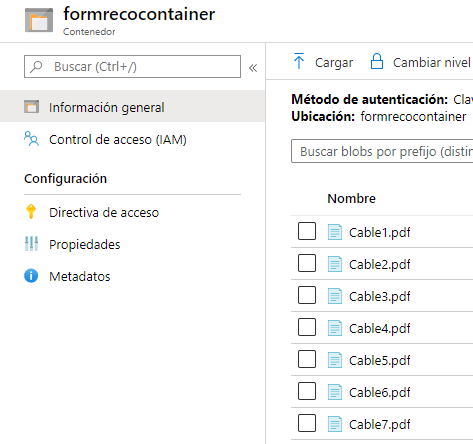 formrecocontainer
Contenedor
Buscar (Ctrl+/)
«
Información general
Control de acceso (IAM)
Configuración
Directiva de acceso
Propiedades
Metadatos
Cargar
Cambiar nivel
Método de autenticación: Cla
Ubicación: formrecocontainer
Buscar blobs por prefijo (distin
Nombre
Cable1.pdf
Cable2.pdf
Cable3.pdf
Cable4.pdf
Cable5.pdf
Cable6.pdf
Cable7.pdf